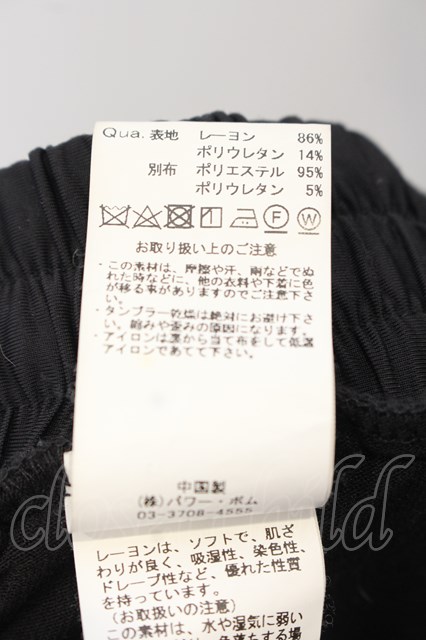 Qua. 表地 レーヨン 86%
ポリウレタン 14%
別布 ポリエステル 95%
ポリウレタン 5%
F W
お取り扱い上のご注意
・この素材は、摩擦や汗、雨などでぬ
れた時などに、他の衣料や下着に色
が移る事がありますのでご注意下さ
い。
・タンブラー乾燥は絶対にお避け下さ
い。縮みや歪みの原因になります。
・アイロンは裏から当て布をして低温
アイロンであてて下さい。
中国製
(株)パワー・ボム
03-3708-4555
レーヨンは、ソフトで、肌ざ
わりが良く、吸湿性、染色性、
ドレープ性など、優れた性質
を持っています。
(お取扱いの注意)
この素材は、水や湿気に弱い